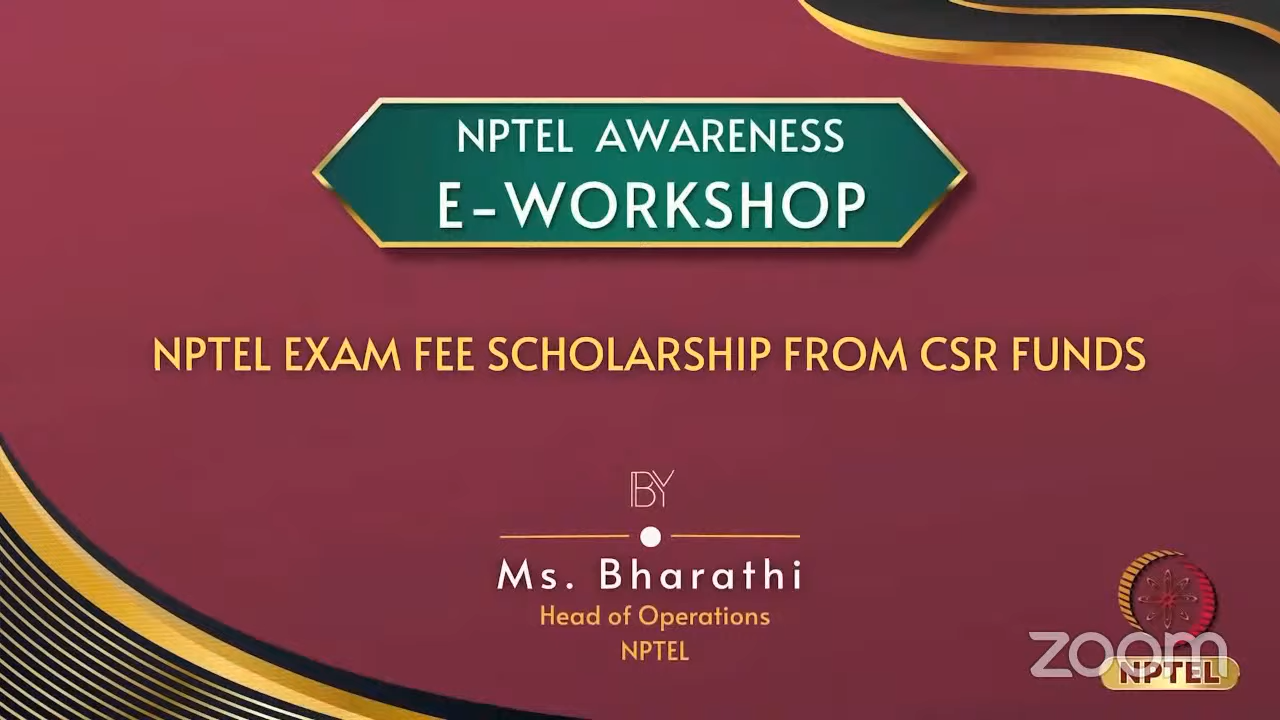 NPTEL AWARENESS
E-WORKSHOP
NPTEL EXAM FEE SCHOLARSHIP FROM CSR FUNDS
BY
Ms. Bharathi
Head of Operations
NPTEL
zoom
NPTEL